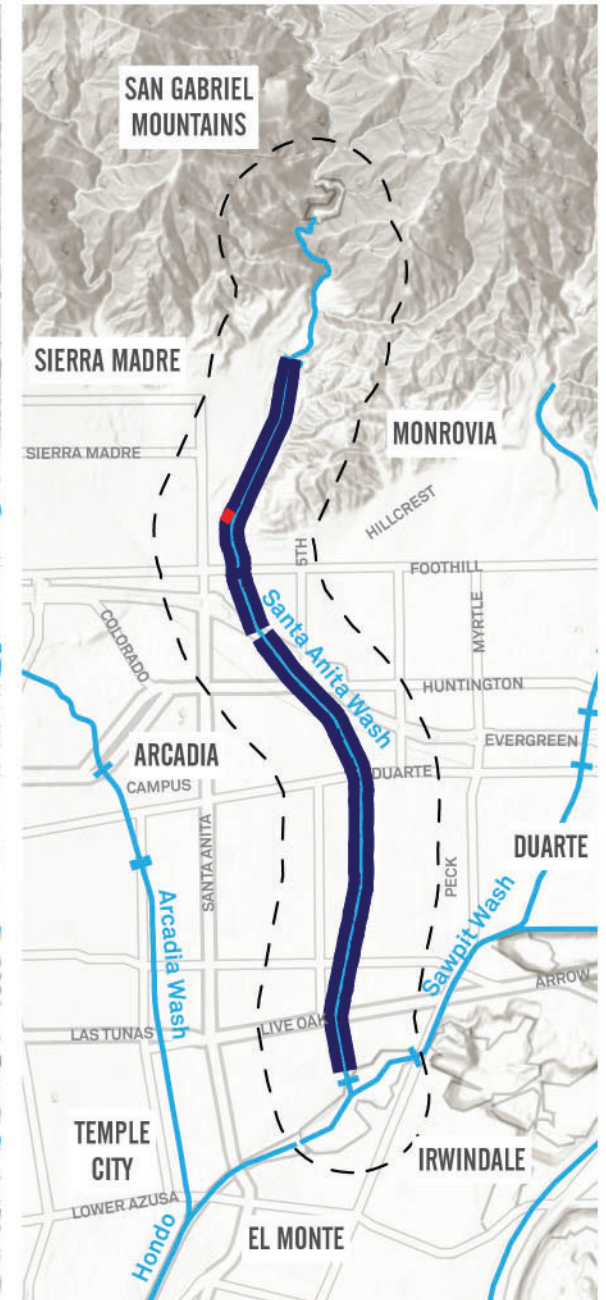 SAN GABRIEL
MOUNTAINS
SIERRA MADRE
MONROVIA
SIERRA MADRE
HILLCREST
5TH
FOOTHILL
MYRTLE
Santa Anita Wash
COLORADO
HUNTINGTON
EVERGREEN
ARCADIA
DUARTE
CAMPUS
SANTA ANITA
DUARTE
PECK
Arcadia Wash
Sawpit Wash
ARROW
LIVE OAK
LAS TUNAS
TEMPLE
CITY
IRWINDALE
LOWER AZUSA
Hondo
EL MONTE